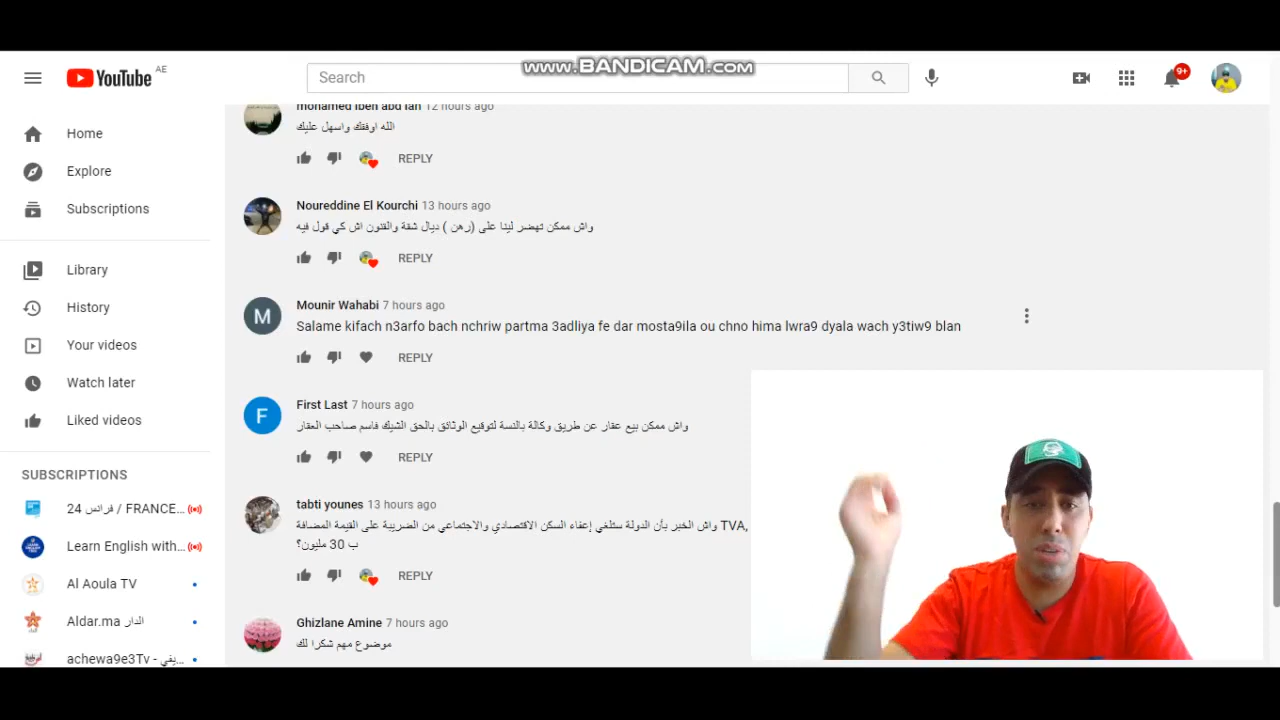 www.BANDICAM.com
YouTube AE
Search
9+
Home
Explore
Subscriptions
Library
History
Your videos
Watch later
Liked videos
SUBSCRIPTIONS
فرانس 24 / FRANCE...
Learn English with...
Al Aoula TV
Aldar.ma الدار
achewa9e3Tv - يفي...
mohamed iben abd lah 12 hours ago
الله اوفقك واسهل عليك
REPLY
Noureddine El Kourchi 13 hours ago
واش ممكن تهضر لينا على (رهن ) ديال شقة والقنون اش كي قول فيه
REPLY
M
Mounir Wahabi 7 hours ago
Salame kifach n3arfo bach nchriw partma 3adliya fe dar mosta9ila ou chno hima lwra9 dyala wach y3tiw9 blan
REPLY
F
First Last 7 hours ago
واش ممكن بيع عقار عن طريق وكالة بالنسة لتوقيع الوثائق بالحق الشيك فاسم صاحب العقار
REPLY
tabti younes 13 hours ago
واش الخبر بأن الدولة ستلغي إعفاء السكن الاقتصادي والاجتماعي من الضريبة على القيمة المضافة TVA,
ب 30 مليون؟
REPLY
Ghizlane Amine 7 hours ago
موضوع مهم شكرا لك